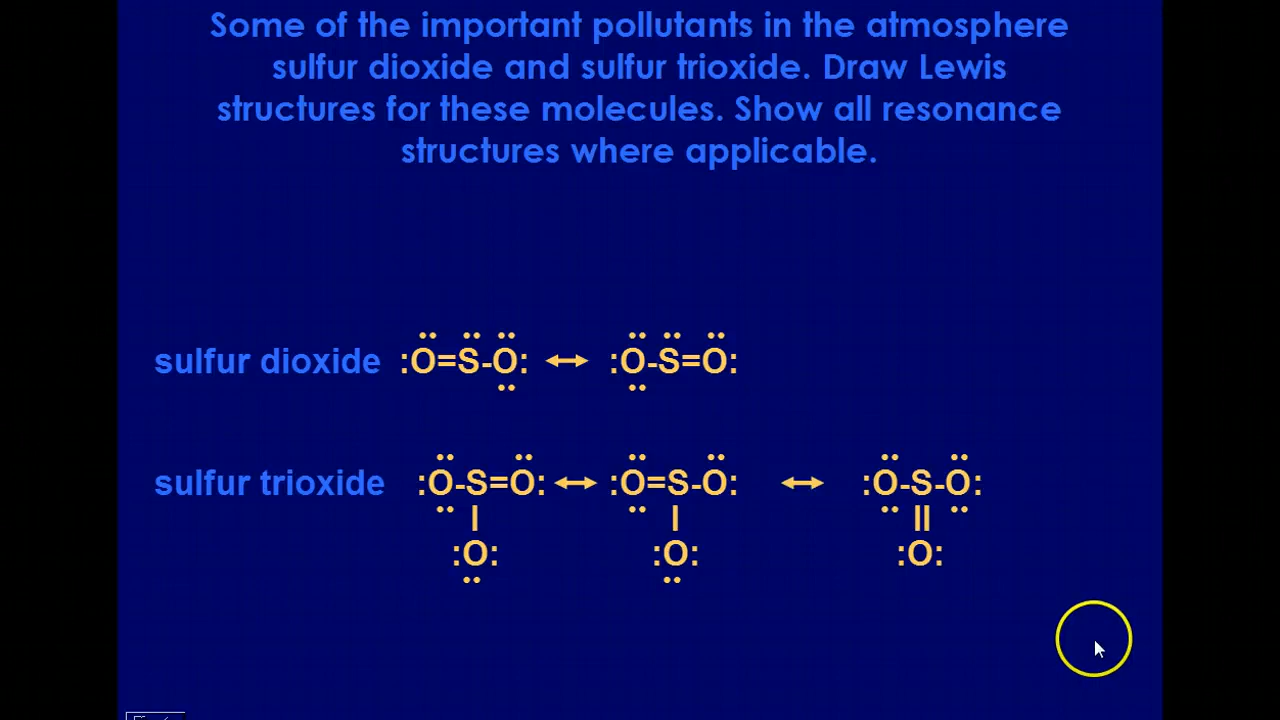 Some of the important pollutants in the atmosphere
sulfur dioxide and sulfur trioxide. Draw Lewis
structures for these molecules. Show all resonance
structures where applicable.
sulfur dioxide :O=S-O: ↔ :O-S=O:
sulfur trioxide :O-S=O: ↔ :O=S-O: ↔ :O-S-O:
:O: :O: :O: